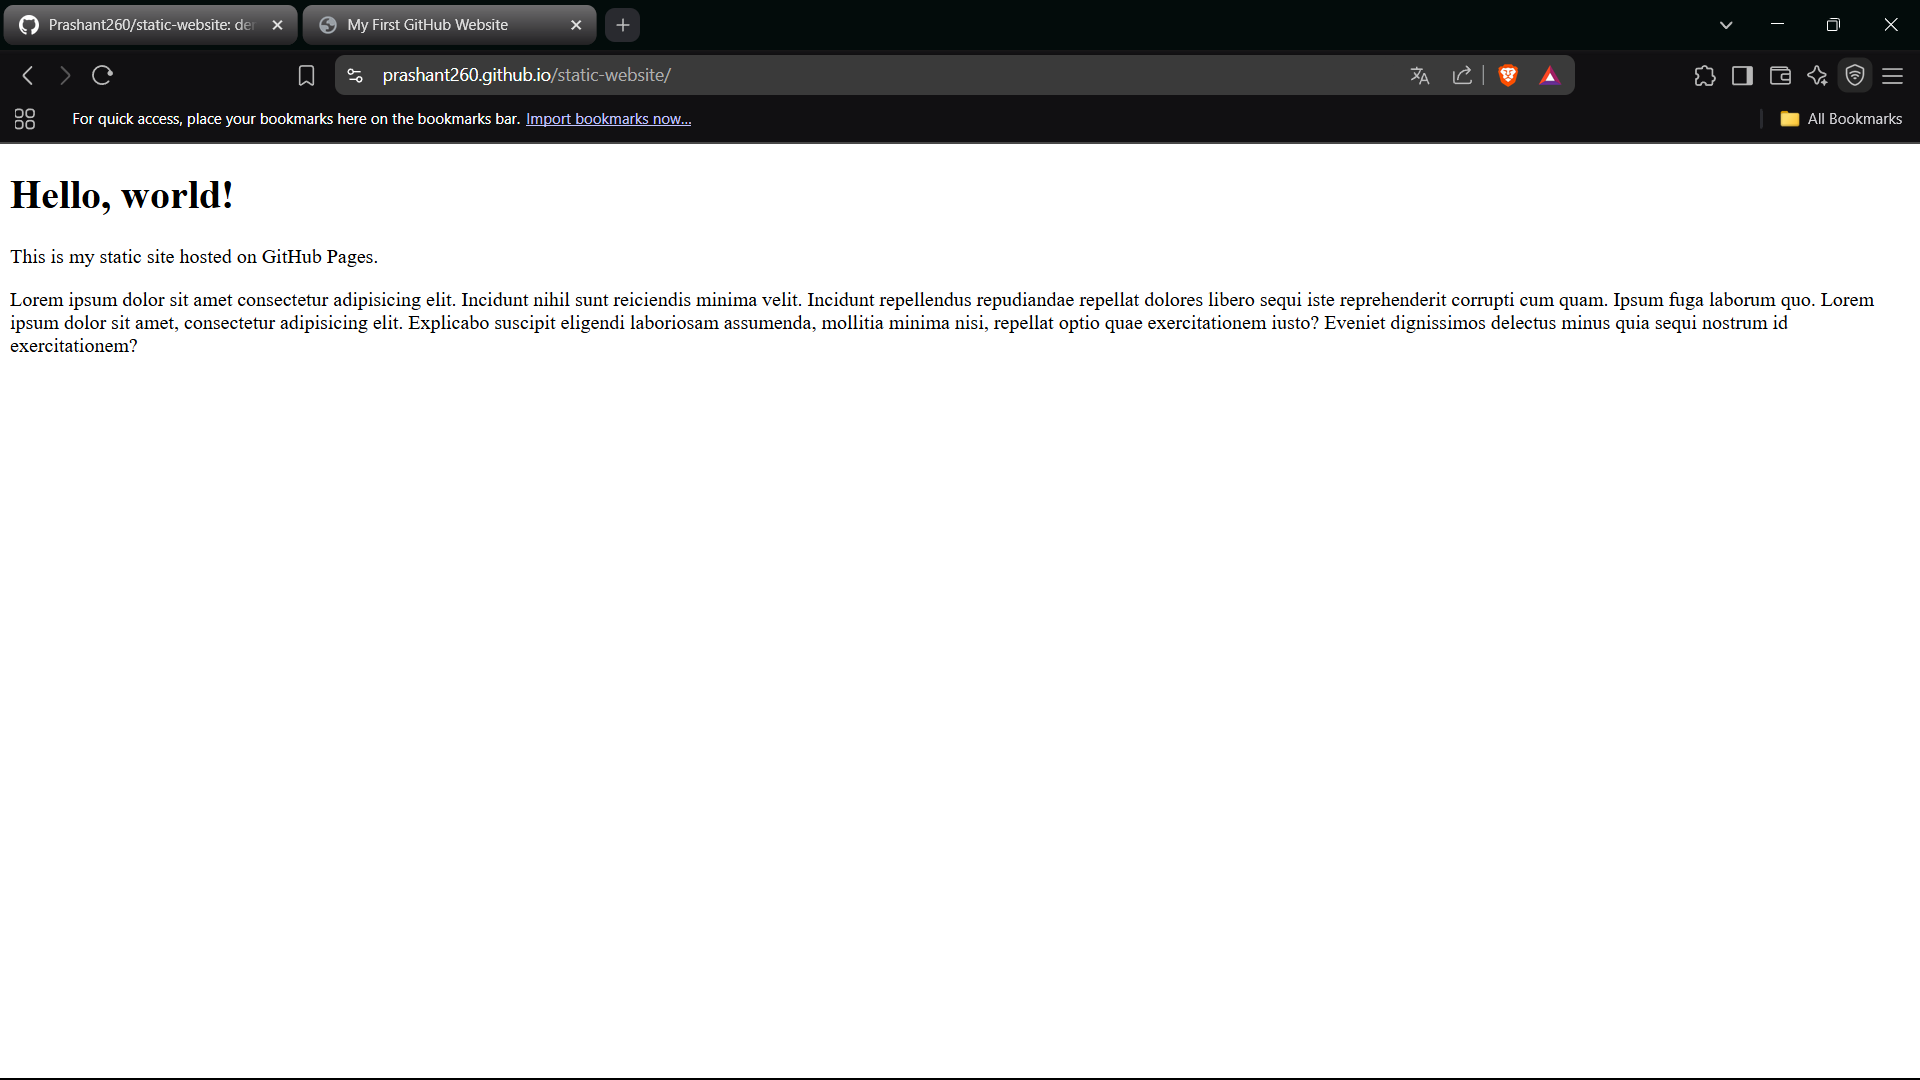 Prashant260/static-website: de
My First GitHub Website
prashant260.github.io/static-website/
For quick access, place your bookmarks here on the bookmarks bar. Import bookmarks now...
All Bookmarks
Hello, world!
This is my static site hosted on GitHub Pages.
Lorem ipsum dolor sit amet consectetur adipisicing elit. Incidunt nihil sunt reiciendis minima velit. Incidunt repellendus repudiandae repellat dolores libero sequi iste reprehenderit corrupti cum quam. Ipsum fuga laborum quo. Lorem
ipsum dolor sit amet, consectetur adipisicing elit. Explicabo suscipit eligendi laboriosam assumenda, mollitia minima nisi, repellat optio quae exercitationem iusto? Eveniet dignissimos delectus minus quia sequi nostrum id
exercitationem?